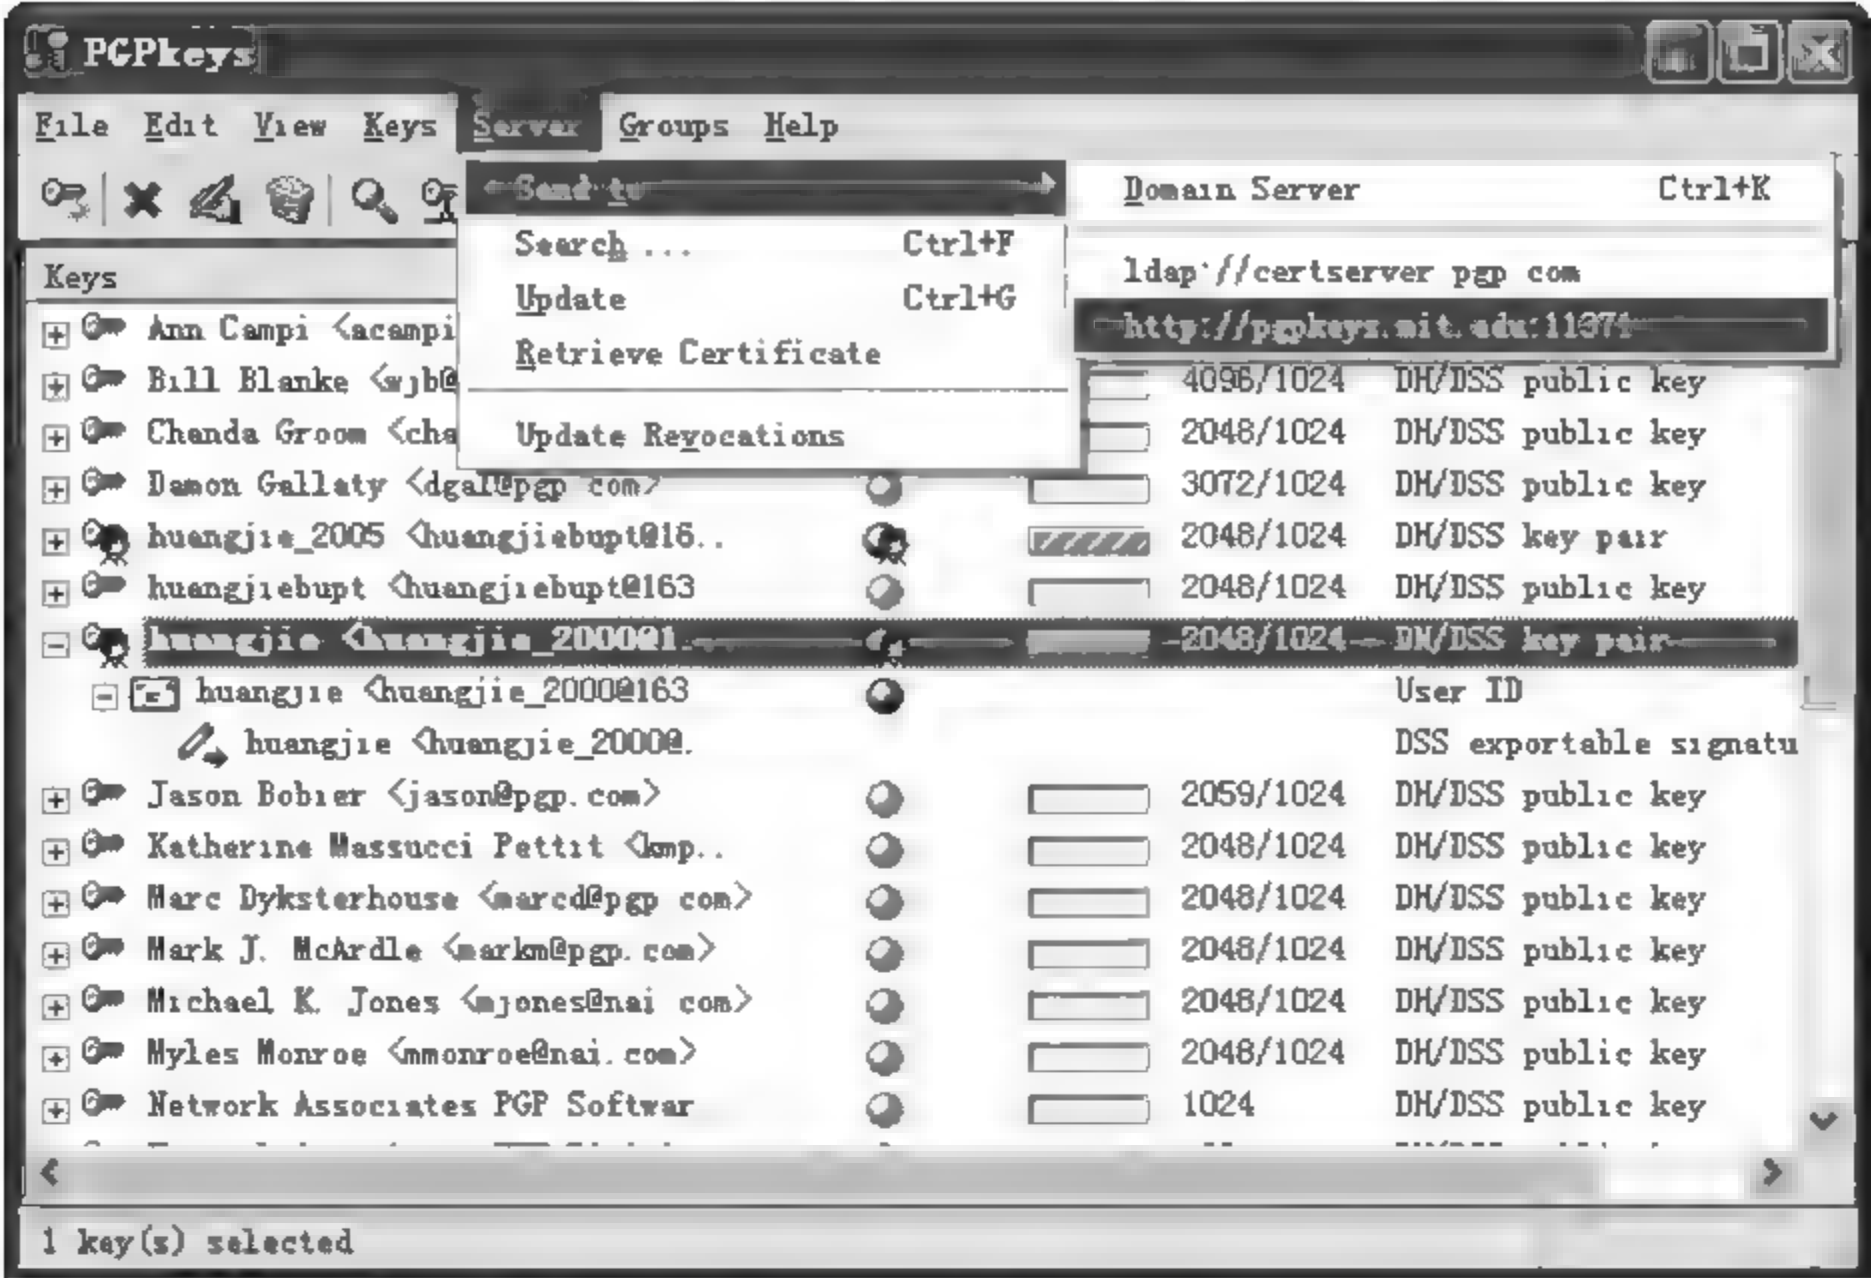 PGPkeys
File Edit View Keys Server Groups Help
Send to
Domain Server Ctrl+K
Search ... Ctrl+F
ldap://certserver pgp com
Keys
Update Ctrl+G
http://pgpkeys.mit.edu:11371
Ann Campi <acampi
Retrieve Certificate
Bill Blanke <wjb@ 4096/1024 DH/DSS public key
Chanda Groom <cha 2048/1024 DH/DSS public key
Update Revocations
Damon Gallaty <dgal@pgp com> 3072/1024 DH/DSS public key
huangjie_2005 <huangjiebupt@16.. 2048/1024 DH/DSS key pair
huangjiebupt <huangjiebupt@163 2048/1024 DH/DSS public key
huangjie <huangjie_2000@1. 2048/1024 DH/DSS key pair
huangjie <huangjie_2000@163 User ID
huangjie <huangjie_2000@. DSS exportable signatu
Jason Bobier <jason@pgp.com> 2059/1024 DH/DSS public key
Katherine Massucci Pettit <kmp.. 2048/1024 DH/DSS public key
Marc Dyksterhouse <marcd@pgp com> 2048/1024 DH/DSS public key
Mark J. McArdle <markm@pgp.com> 2048/1024 DH/DSS public key
Michael K. Jones <mjones@nai com> 2048/1024 DH/DSS public key
Myles Monroe <mmonroe@nai.com> 2048/1024 DH/DSS public key
Network Associates PGP Softwar 1024 DH/DSS public key
1 key(s) selected